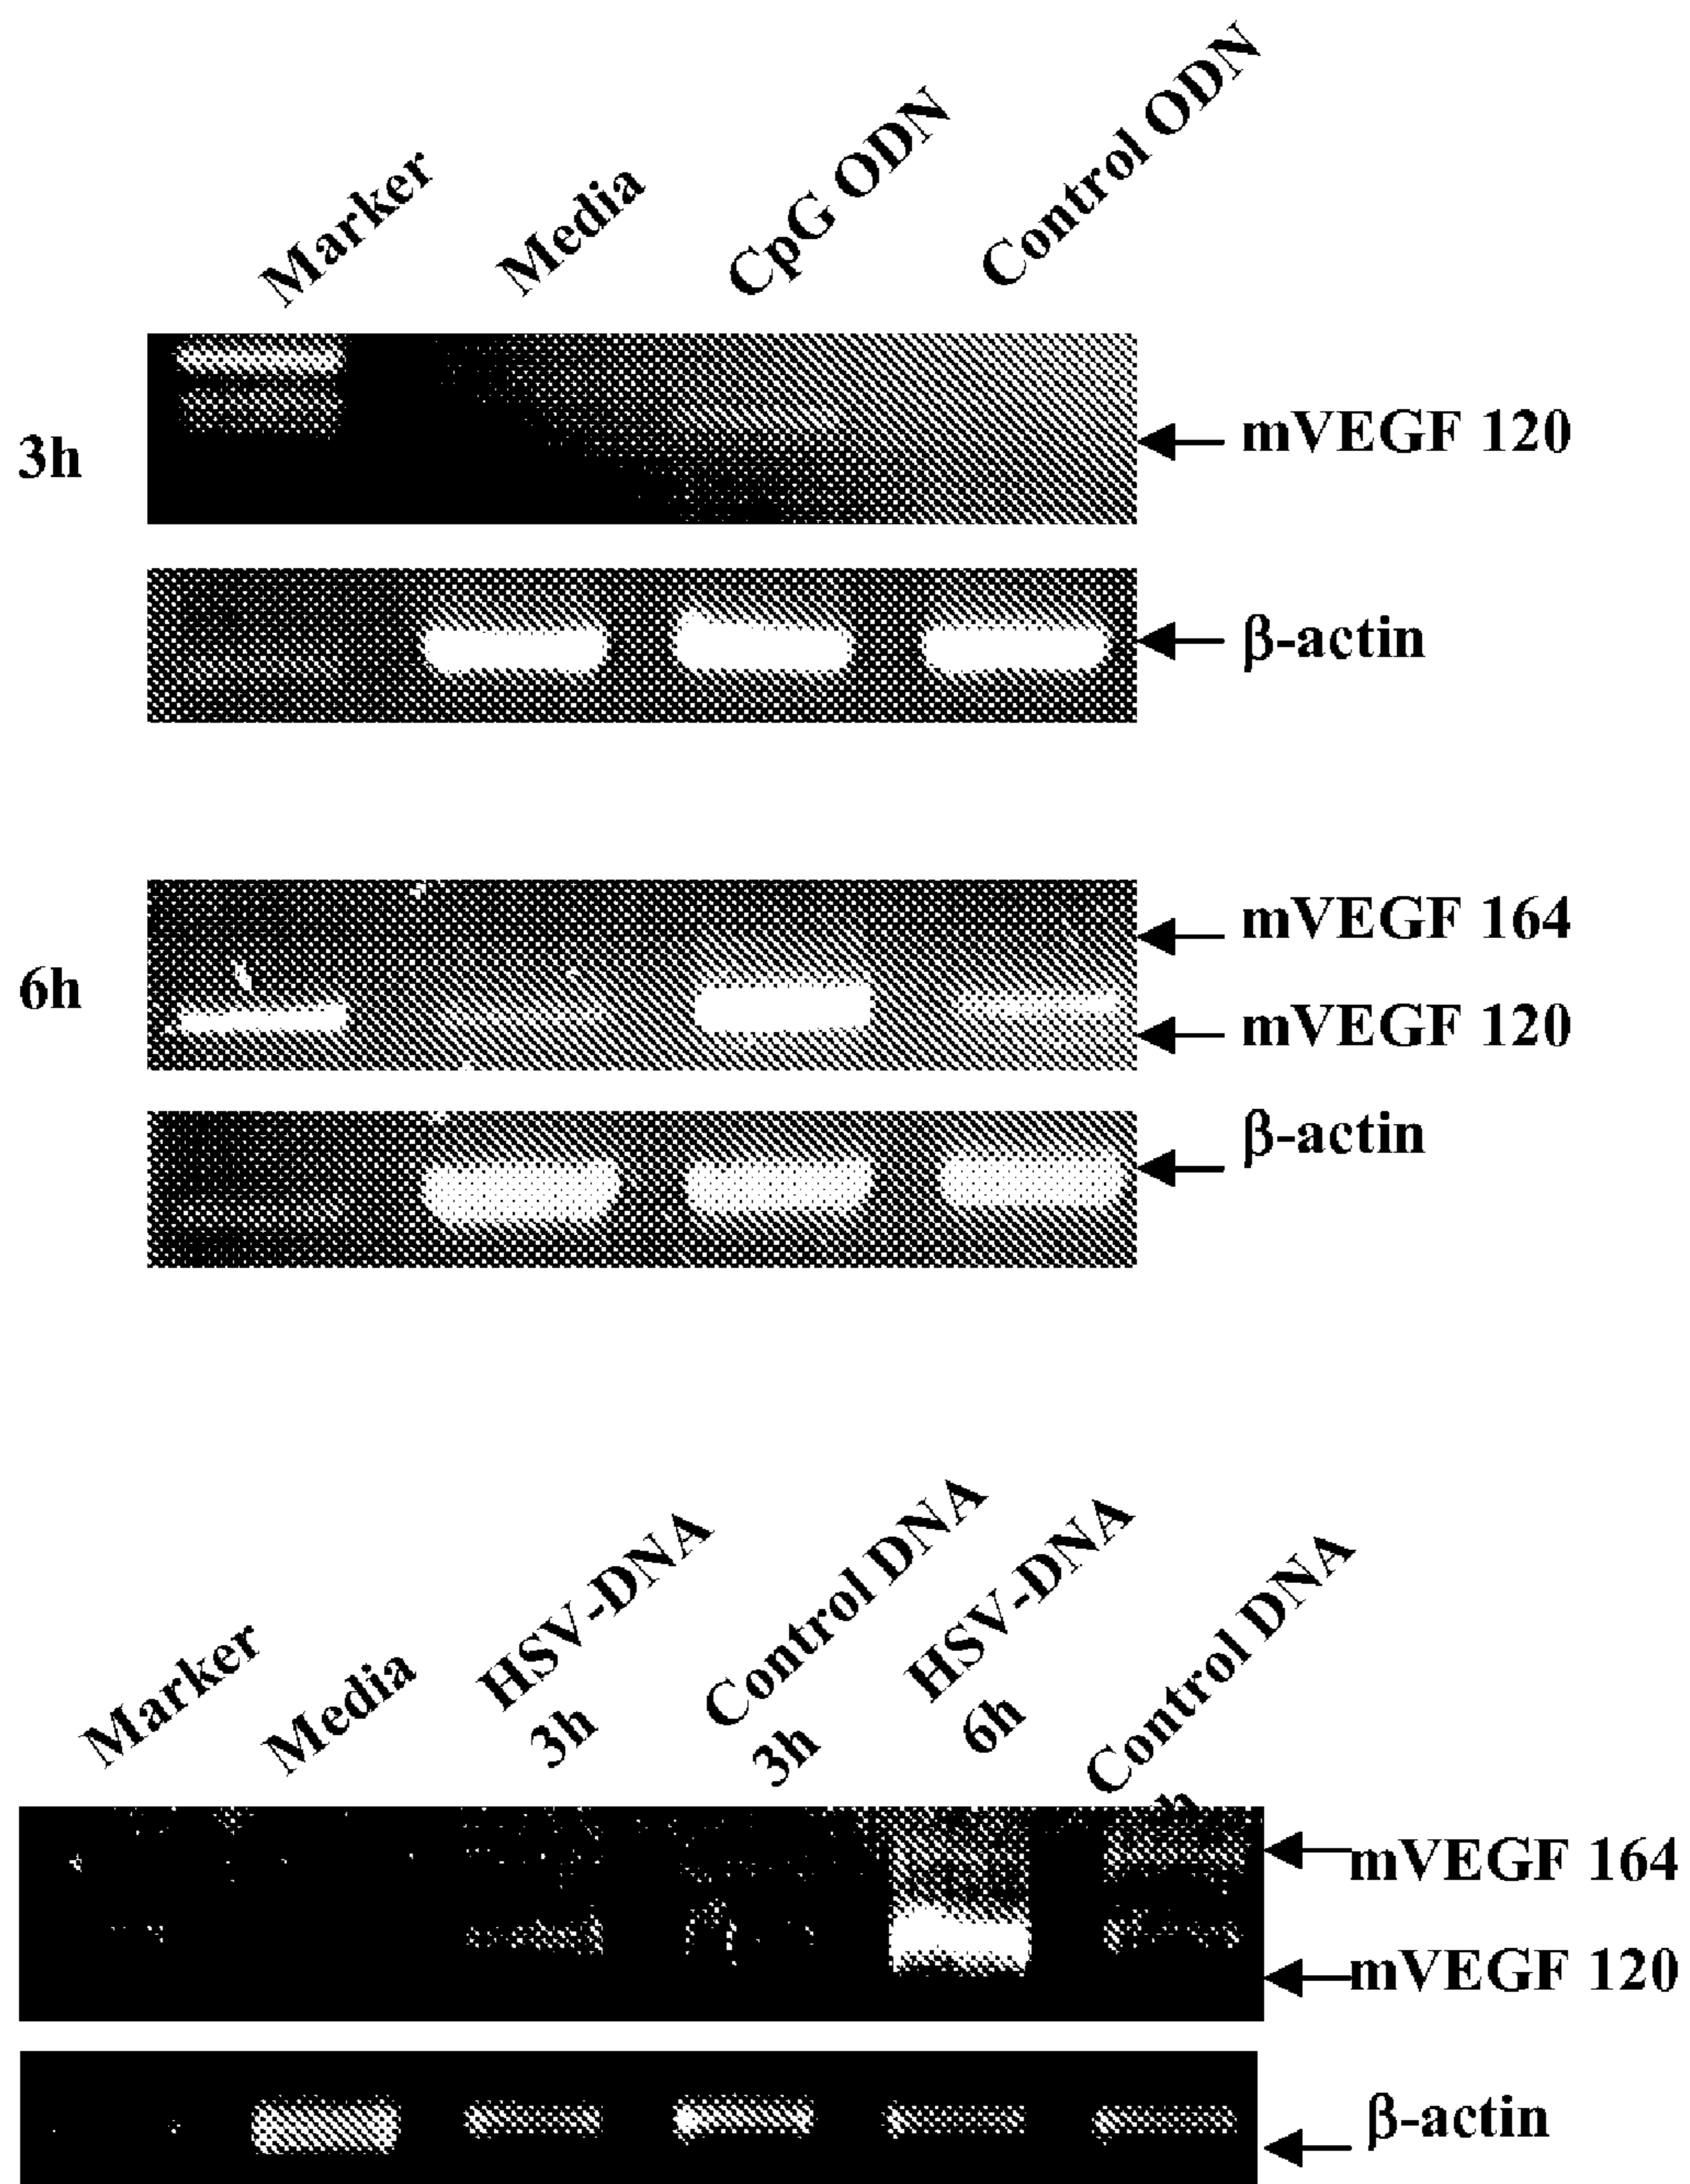 Marker
Media
CpG ODN
Control ODN
3h
mVEGF 120
β-actin
6h
mVEGF 164
mVEGF 120
β-actin
Marker
Media
HSV-DNA
3h
Control DNA
3h
HSV-DNA
6h
Control DNA
h
mVEGF 164
mVEGF 120
β-actin